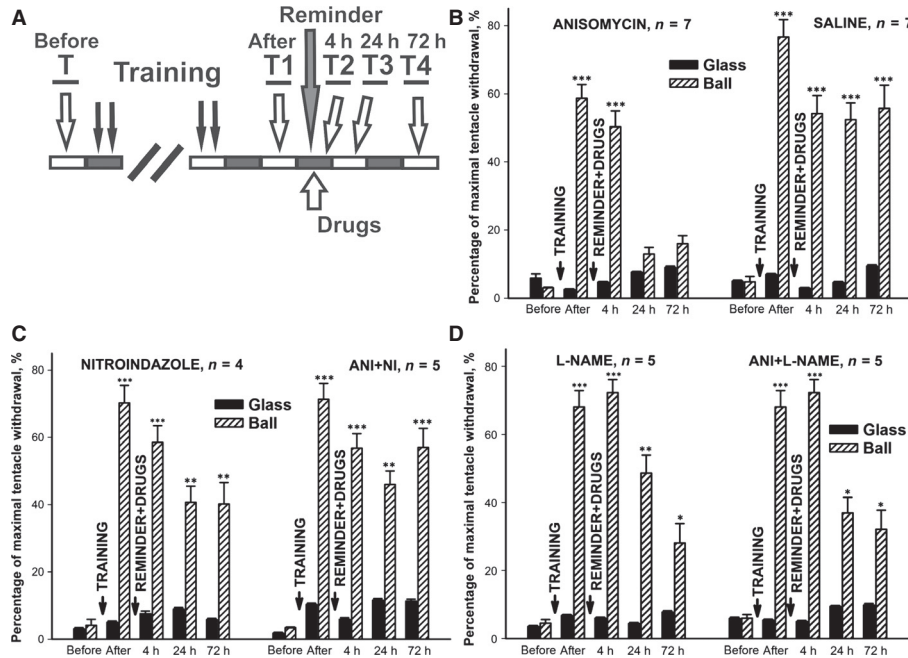 A
Reminder
Before
After 4 h 24 h 72 h
T Training T1 T2 T3 T4
Drugs
B
ANISOMYCIN, n = 7 SALINE, n = 7
Glass
Ball
Percentage of maximal tentacle withdrawal, %
80
60
40
20
0
***
***
***
***
***
***
TRAINING
REMINDER+DRUGS
TRAINING
REMINDER+DRUGS
Before After 4 h 24 h 72 h Before After 4 h 24 h 72 h
C
NITROINDAZOLE, n = 4 ANI+NI, n = 5
Glass
Ball
Percentage of maximal tentacle withdrawal, %
80
60
40
20
0
***
***
**
**
***
***
**
***
TRAINING
REMINDER+DRUGS
TRAINING
REMINDER+DRUGS
Before After 4 h 24 h 72 h Before After 4 h 24 h 72 h
D
L-NAME, n = 5 ANI+L-NAME, n = 5
Glass
Ball
Percentage of maximal tentacle withdrawal, %
80
60
40
20
0
***
***
**
*
***
***
*
*
TRAINING
REMINDER+DRUGS
TRAINING
REMINDER+DRUGS
Before After 4 h 24 h 72 h Before After 4 h 24 h 72 h